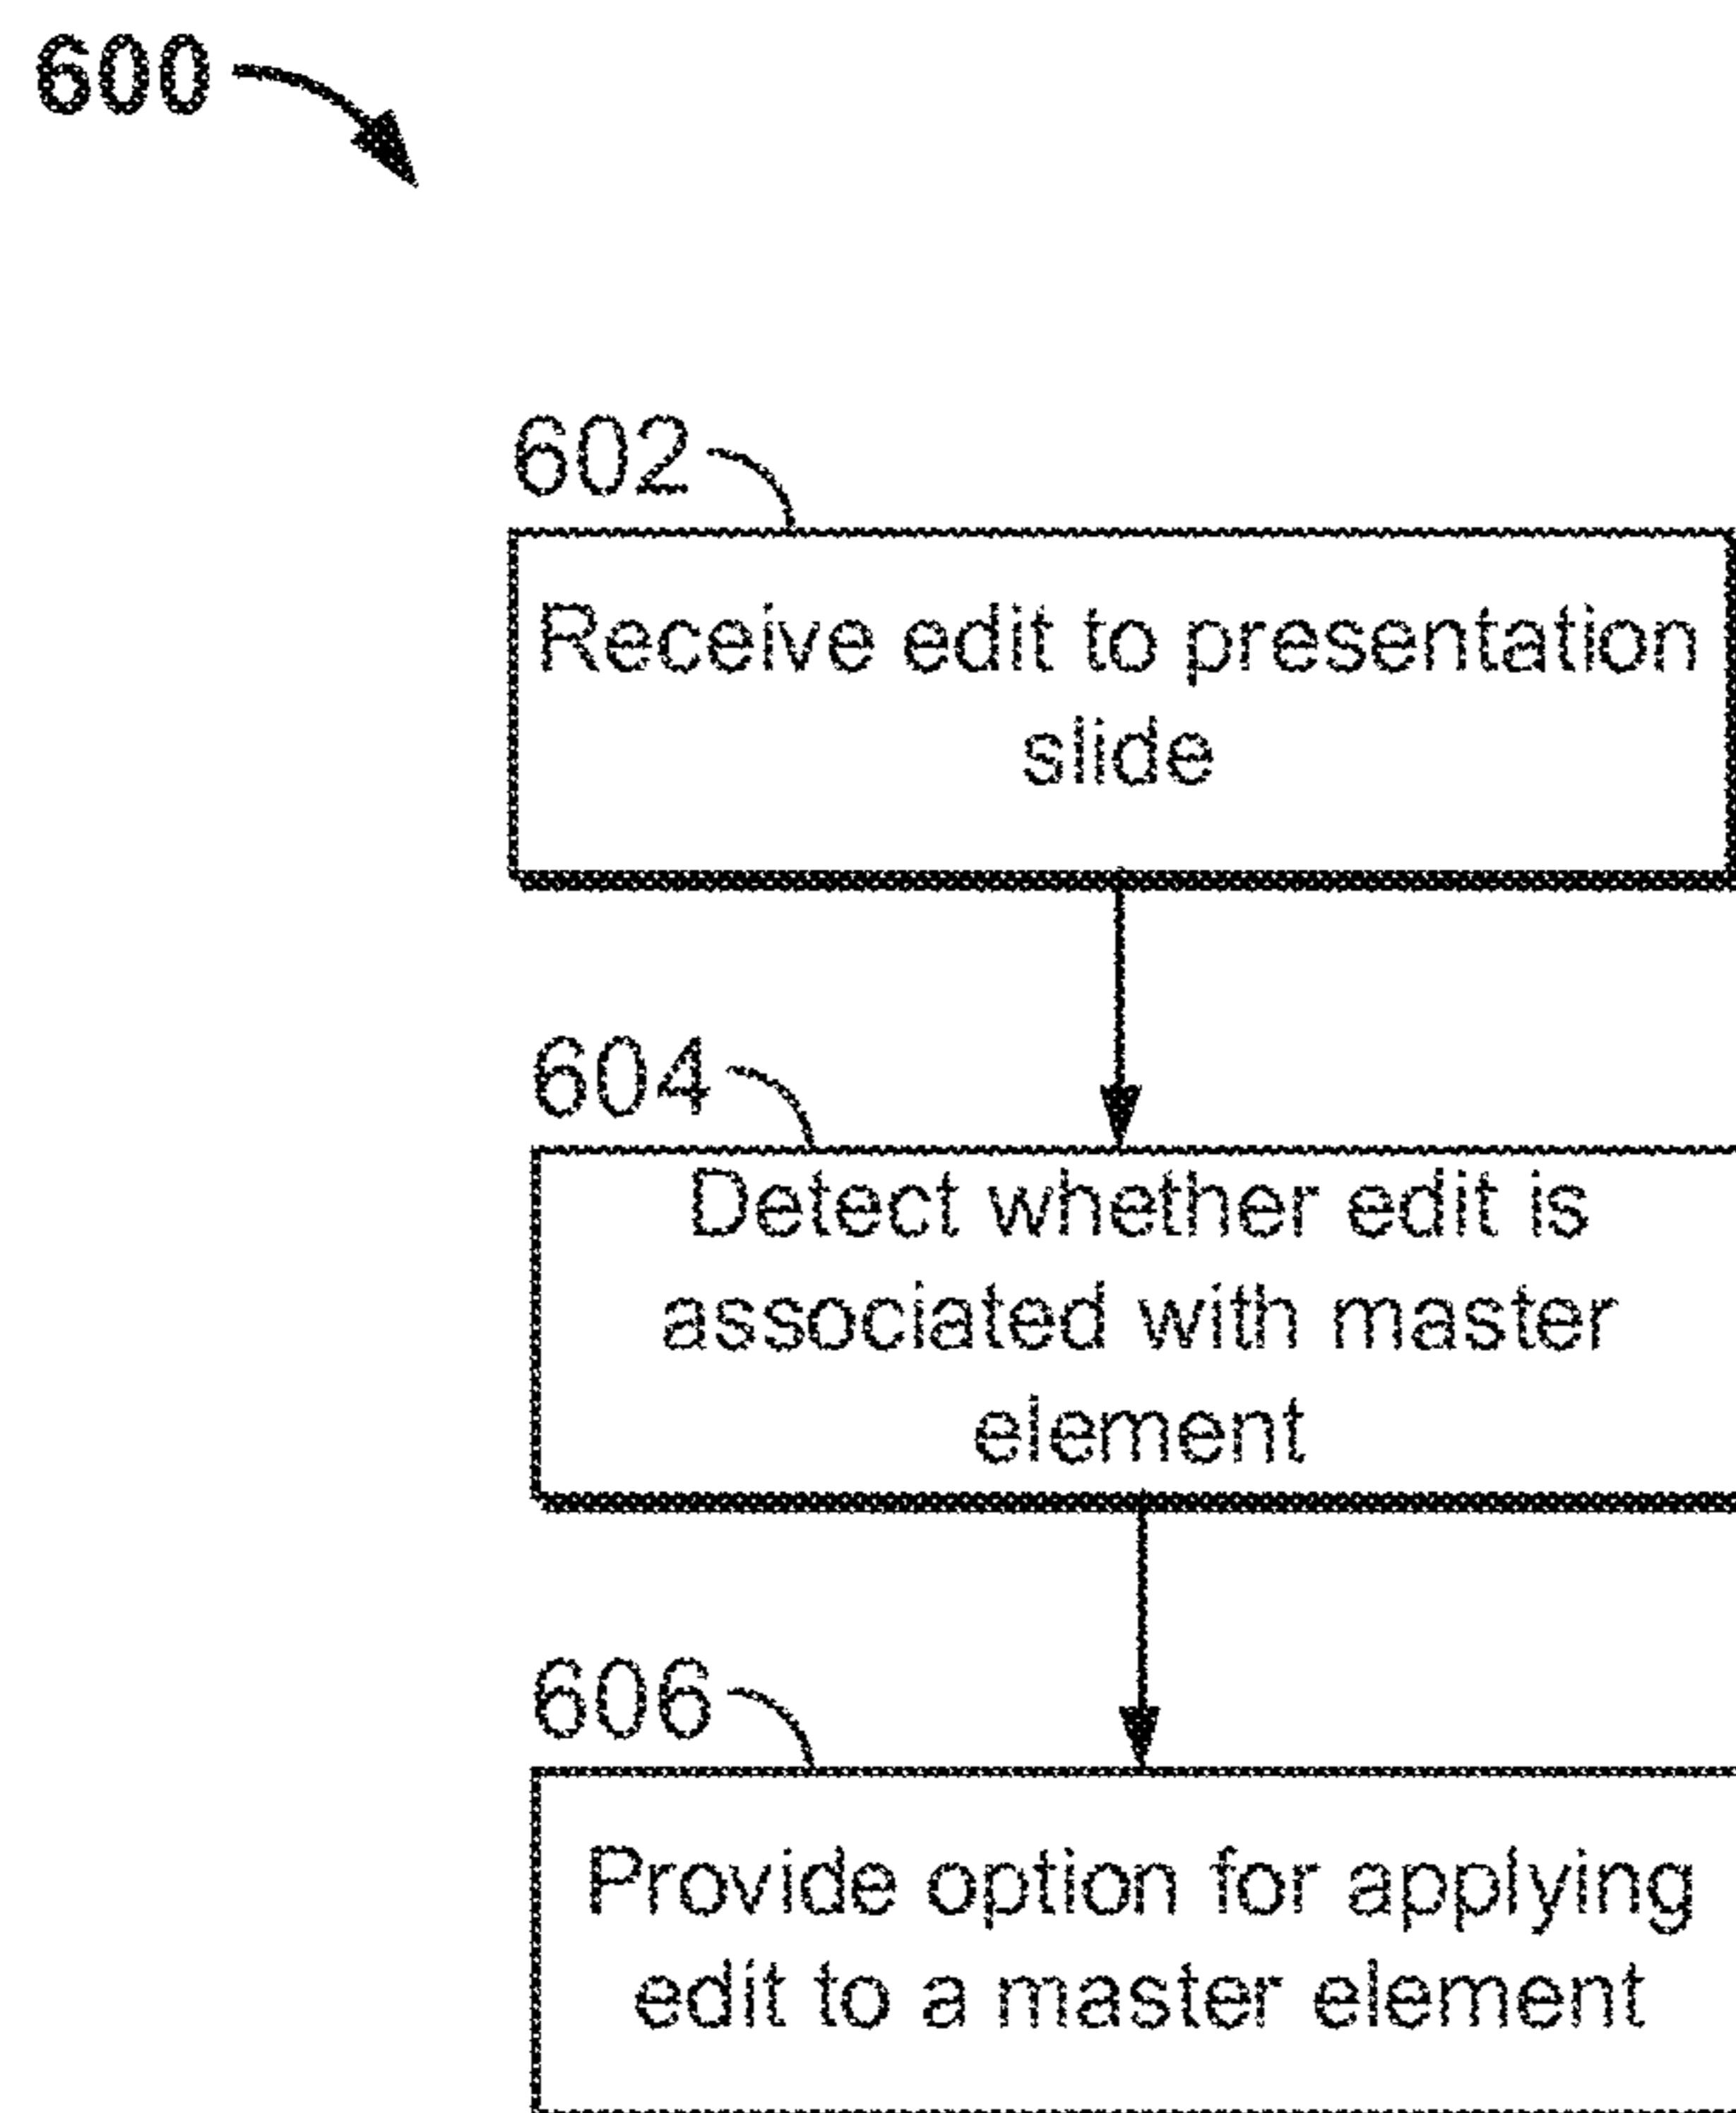 600
602
Receive edit to presentation
slide
604
Detect whether edit is
associated with master
element
606
Provide option for applying
edit to a master element